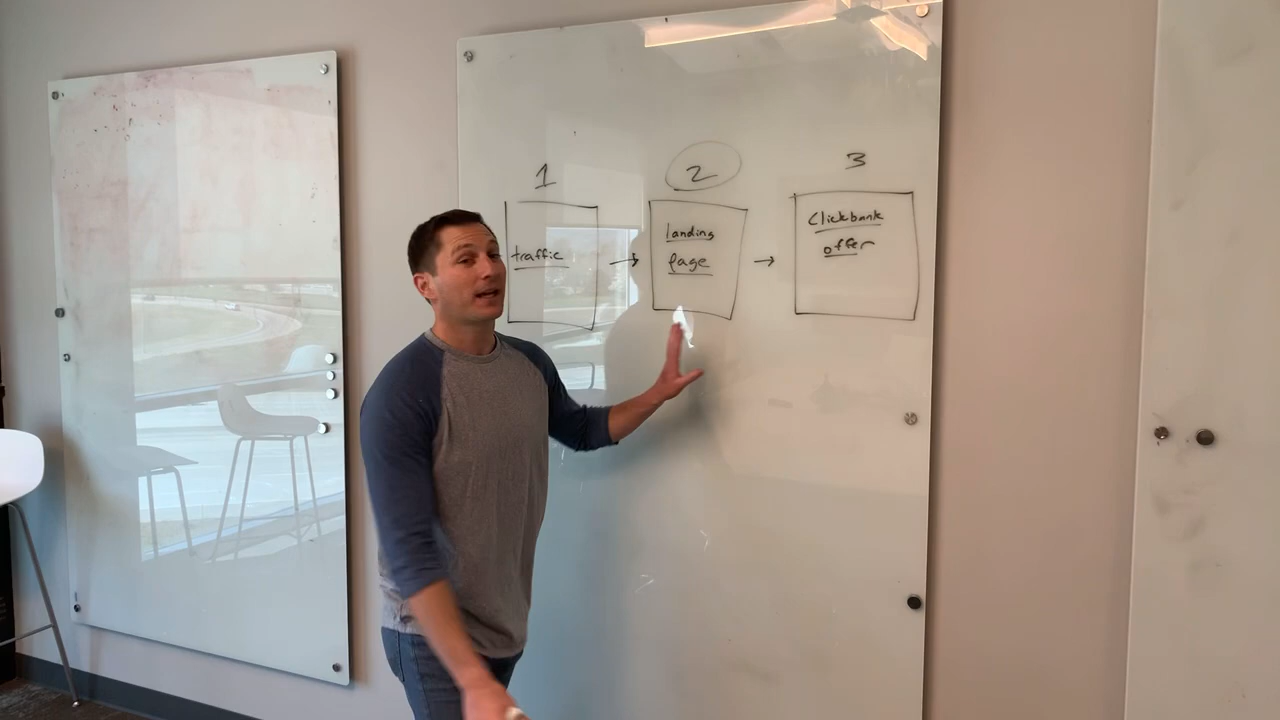 1
2
3
traffic
→
landing
page
→
Clickbank
offer